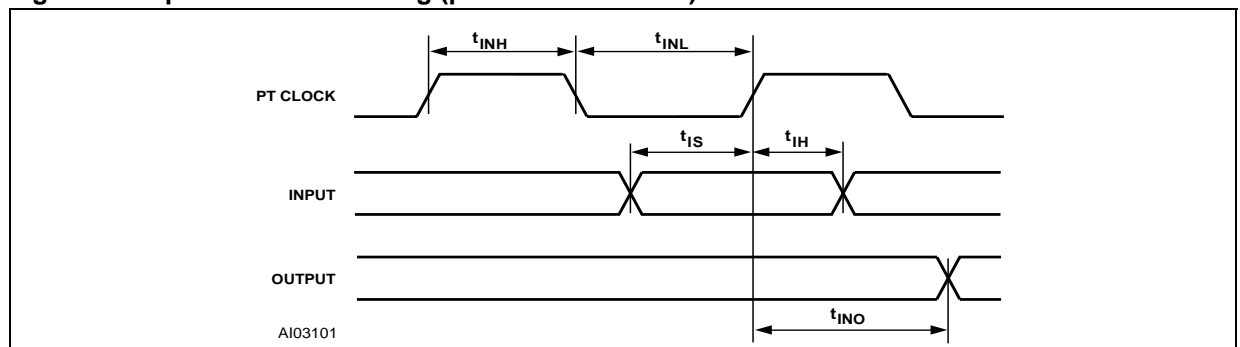 tINH tINL
PT CLOCK
tIS tIH
INPUT
OUTPUT
tINO
AI03101